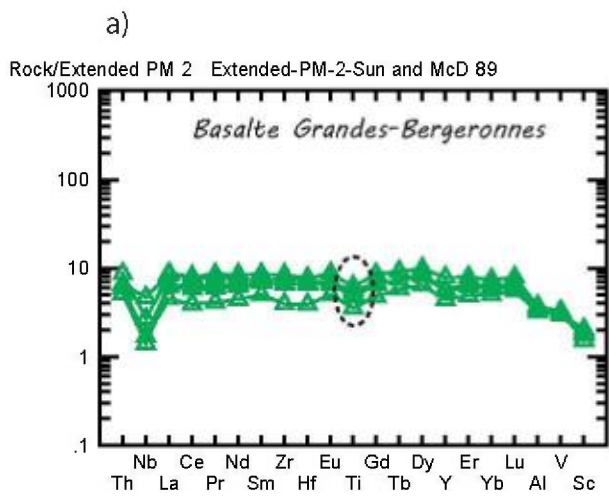 a)
Rock/Extended PM 2 Extended-PM-2-Sun and McD 89
1000
Basalte Grandes-Bergeronnes
100
10
1
.1
Nb Ce Nd Zr Eu Gd Dy Er Lu V
Th La Pr Sm Hf Ti Tb Y Yb Al Sc